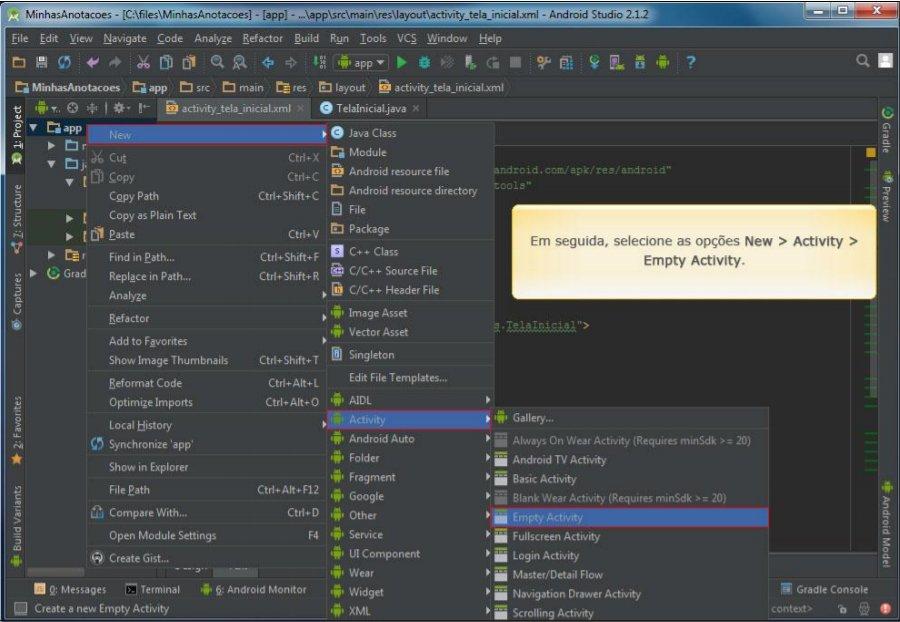 MinhasAnotacoes - [C:\files\MinhasAnotacoes] - [app] - ...\app\src\main\res\layout\activity_tela_inicial.xml - Android Studio 2.1.2
File Edit View Navigate Code Analyze Refactor Build Run Tools VCS Window Help
app
MinhasAnotacoes app src main res layout activity_tela_inicial.xml
activity_tela_inicial.xml TelaInicial.java
1: Project
Z: Structure
Captures
2: Favorites
Build Variants
app
Grad
New
Cut Ctrl+X
Copy Ctrl+C
Copy Path Ctrl+Shift+C
Copy as Plain Text
Paste Ctrl+V
Find in Path... Ctrl+Shift+F
Replace in Path... Ctrl+Shift+R
Analyze
Refactor
Add to Favorites
Show Image Thumbnails Ctrl+Shift+T
Reformat Code Ctrl+Alt+L
Optimize Imports Ctrl+Alt+O
Local History
Synchronize 'app'
Show in Explorer
File Path Ctrl+Alt+F12
Compare With... Ctrl+D
Open Module Settings F4
Create Gist...
Java Class
Module
Android resource file
Android resource directory
File
Package
C++ Class
C/C++ Source File
C/C++ Header File
Image Asset
Vector Asset
Singleton
Edit File Templates...
AIDL
Activity
Android Auto
Folder
Fragment
Google
Other
Service
UI Component
Wear
Widget
XML
Gallery...
Always On Wear Activity (Requires minSdk >= 20)
Android TV Activity
Basic Activity
Blank Wear Activity (Requires minSdk >= 20)
Empty Activity
Fullscreen Activity
Login Activity
Master/Detail Flow
Navigation Drawer Activity
Scrolling Activity
android.com/apk/res/android"
tools"
s.TelaInicial">
Em seguida, selecione as opções New > Activity >
Empty Activity.
Gradle
Preview
Android Model
0: Messages Terminal 6: Android Monitor Gradle Console
Create a new Empty Activity context>